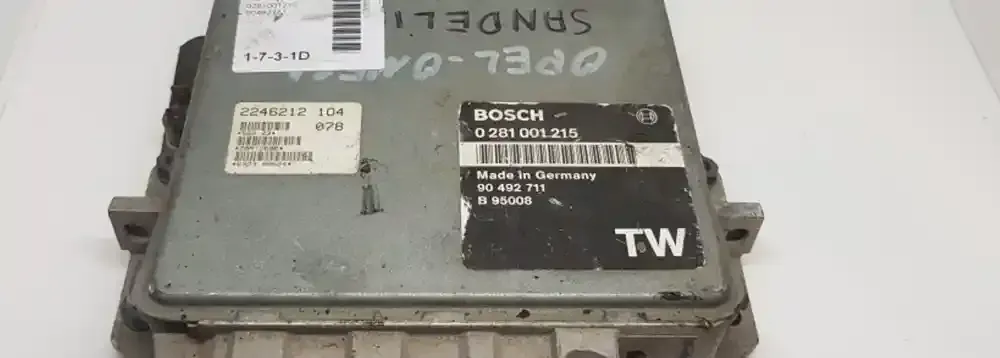 1-7-3-1D
SANDELI
OPEL-OMEGA
2246212 104
078
BOSCH
0 281 001 215
Made in Germany
90 492 711
B 95008
TW